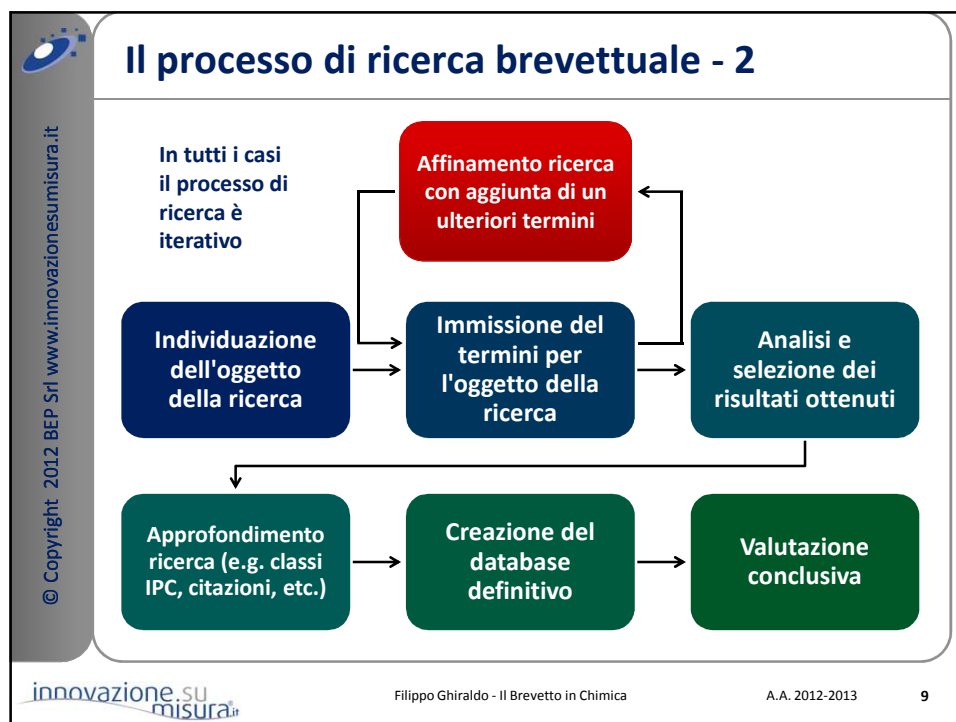 Il processo di ricerca brevettuale - 2
© Copyright 2012 BEP Srl www.innovazionesumisura.it
In tutti i casi
il processo di
ricerca è
iterativo
Affinamento ricerca
con aggiunta di un
ulteriori termini
Individuazione
dell'oggetto
della ricerca
Immissione del
termini per
l'oggetto della
ricerca
Analisi e
selezione dei
risultati ottenuti
Approfondimento
ricerca (e.g. classi
IPC, citazioni, etc.)
Creazione del
database
definitivo
Valutazione
conclusiva
innovazione.su
misura.it
Filippo Ghiraldo - Il Brevetto in Chimica
A.A. 2012-2013
9